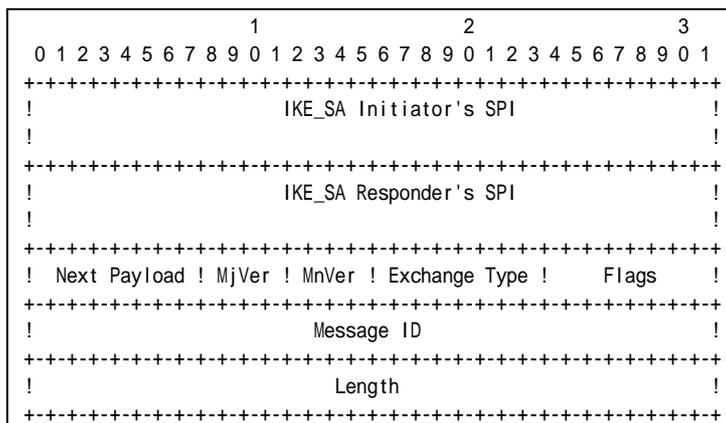 1                   2                   3
 0 1 2 3 4 5 6 7 8 9 0 1 2 3 4 5 6 7 8 9 0 1 2 3 4 5 6 7 8 9 0 1
+-+-+-+-+-+-+-+-+-+-+-+-+-+-+-+-+-+-+-+-+-+-+-+-+-+-+-+-+-+-+-+-+
!                       IKE_SA Initiator's SPI                  !
!                                                               !
+-+-+-+-+-+-+-+-+-+-+-+-+-+-+-+-+-+-+-+-+-+-+-+-+-+-+-+-+-+-+-+-+
!                       IKE_SA Responder's SPI                  !
!                                                               !
+-+-+-+-+-+-+-+-+-+-+-+-+-+-+-+-+-+-+-+-+-+-+-+-+-+-+-+-+-+-+-+-+
!  Next Payload ! MjVer ! MnVer ! Exchange Type !     Flags     !
+-+-+-+-+-+-+-+-+-+-+-+-+-+-+-+-+-+-+-+-+-+-+-+-+-+-+-+-+-+-+-+-+
!                          Message ID                           !
+-+-+-+-+-+-+-+-+-+-+-+-+-+-+-+-+-+-+-+-+-+-+-+-+-+-+-+-+-+-+-+-+
!                            Length                             !
+-+-+-+-+-+-+-+-+-+-+-+-+-+-+-+-+-+-+-+-+-+-+-+-+-+-+-+-+-+-+-+-+